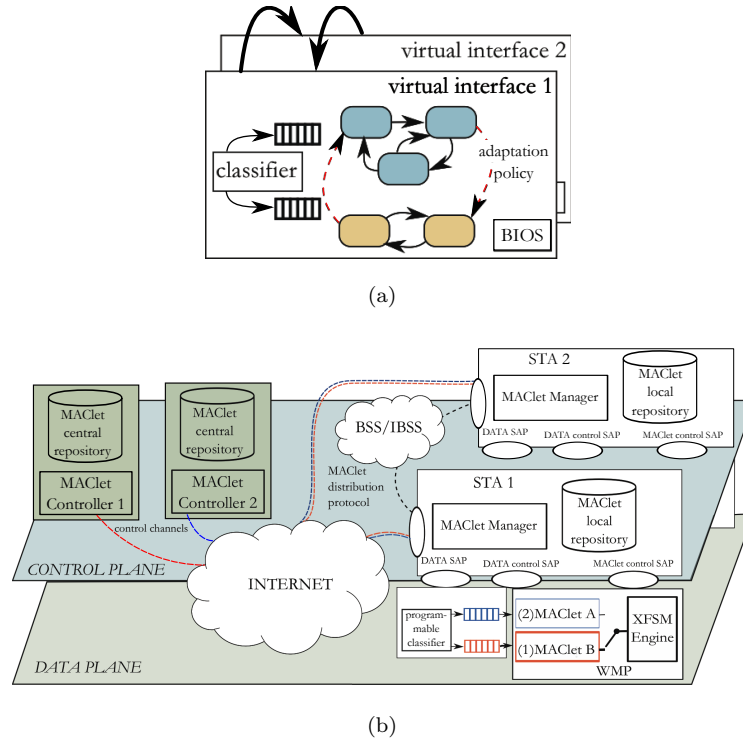 virtual interface 2
virtual interface 1
classifier
adaptation
policy
BIOS
(a)
STA 2
MAClet Manager
MAClet
local
repository
DATA SAP
DATA control SAP
MAClet control SAP
MAClet
central
repository
MAClet
Controller 1
MAClet
central
repository
MAClet
Controller 2
BSS/IBSS
MAClet
distribution
protocol
control channels
STA 1
MAClet Manager
MAClet
local
repository
DATA SAP
DATA control SAP
MAClet control SAP
INTERNET
CONTROL PLANE
program-
mable
classifier
(2)MAClet A
(1)MAClet B
XFSM
Engine
WMP
DATA PLANE
(b)